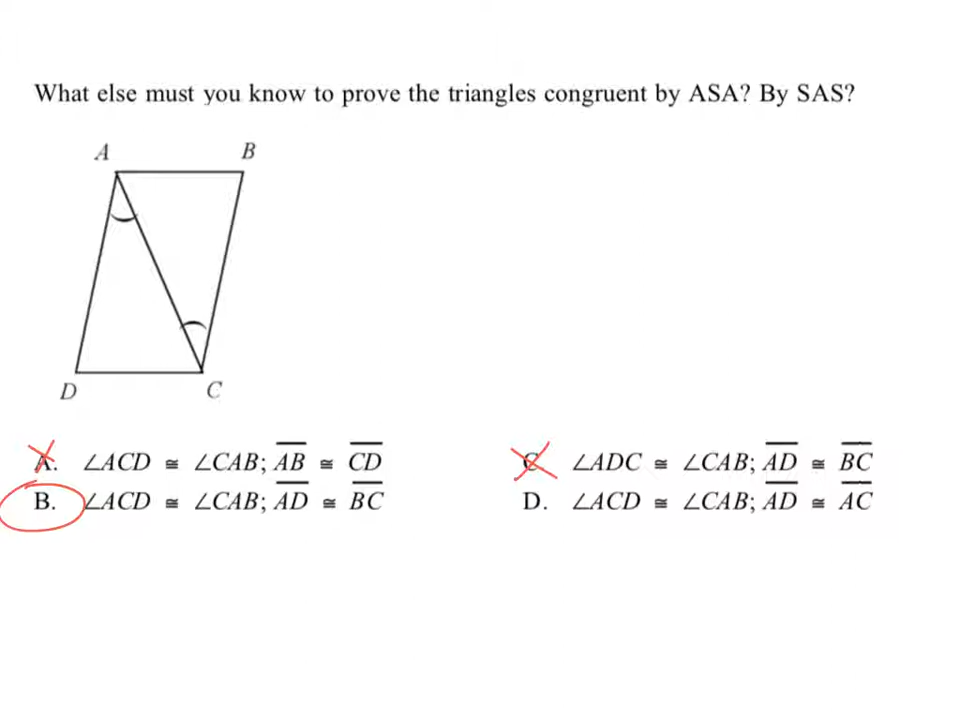 What else must you know to prove the triangles congruent by ASA? By SAS?
A B
D C
A. ∠ACD ≅ ∠CAB; AB ≅ CD
B. ∠ACD ≅ ∠CAB; AD ≅ BC
C. ∠ADC ≅ ∠CAB; AD ≅ BC
D. ∠ACD ≅ ∠CAB; AD ≅ AC